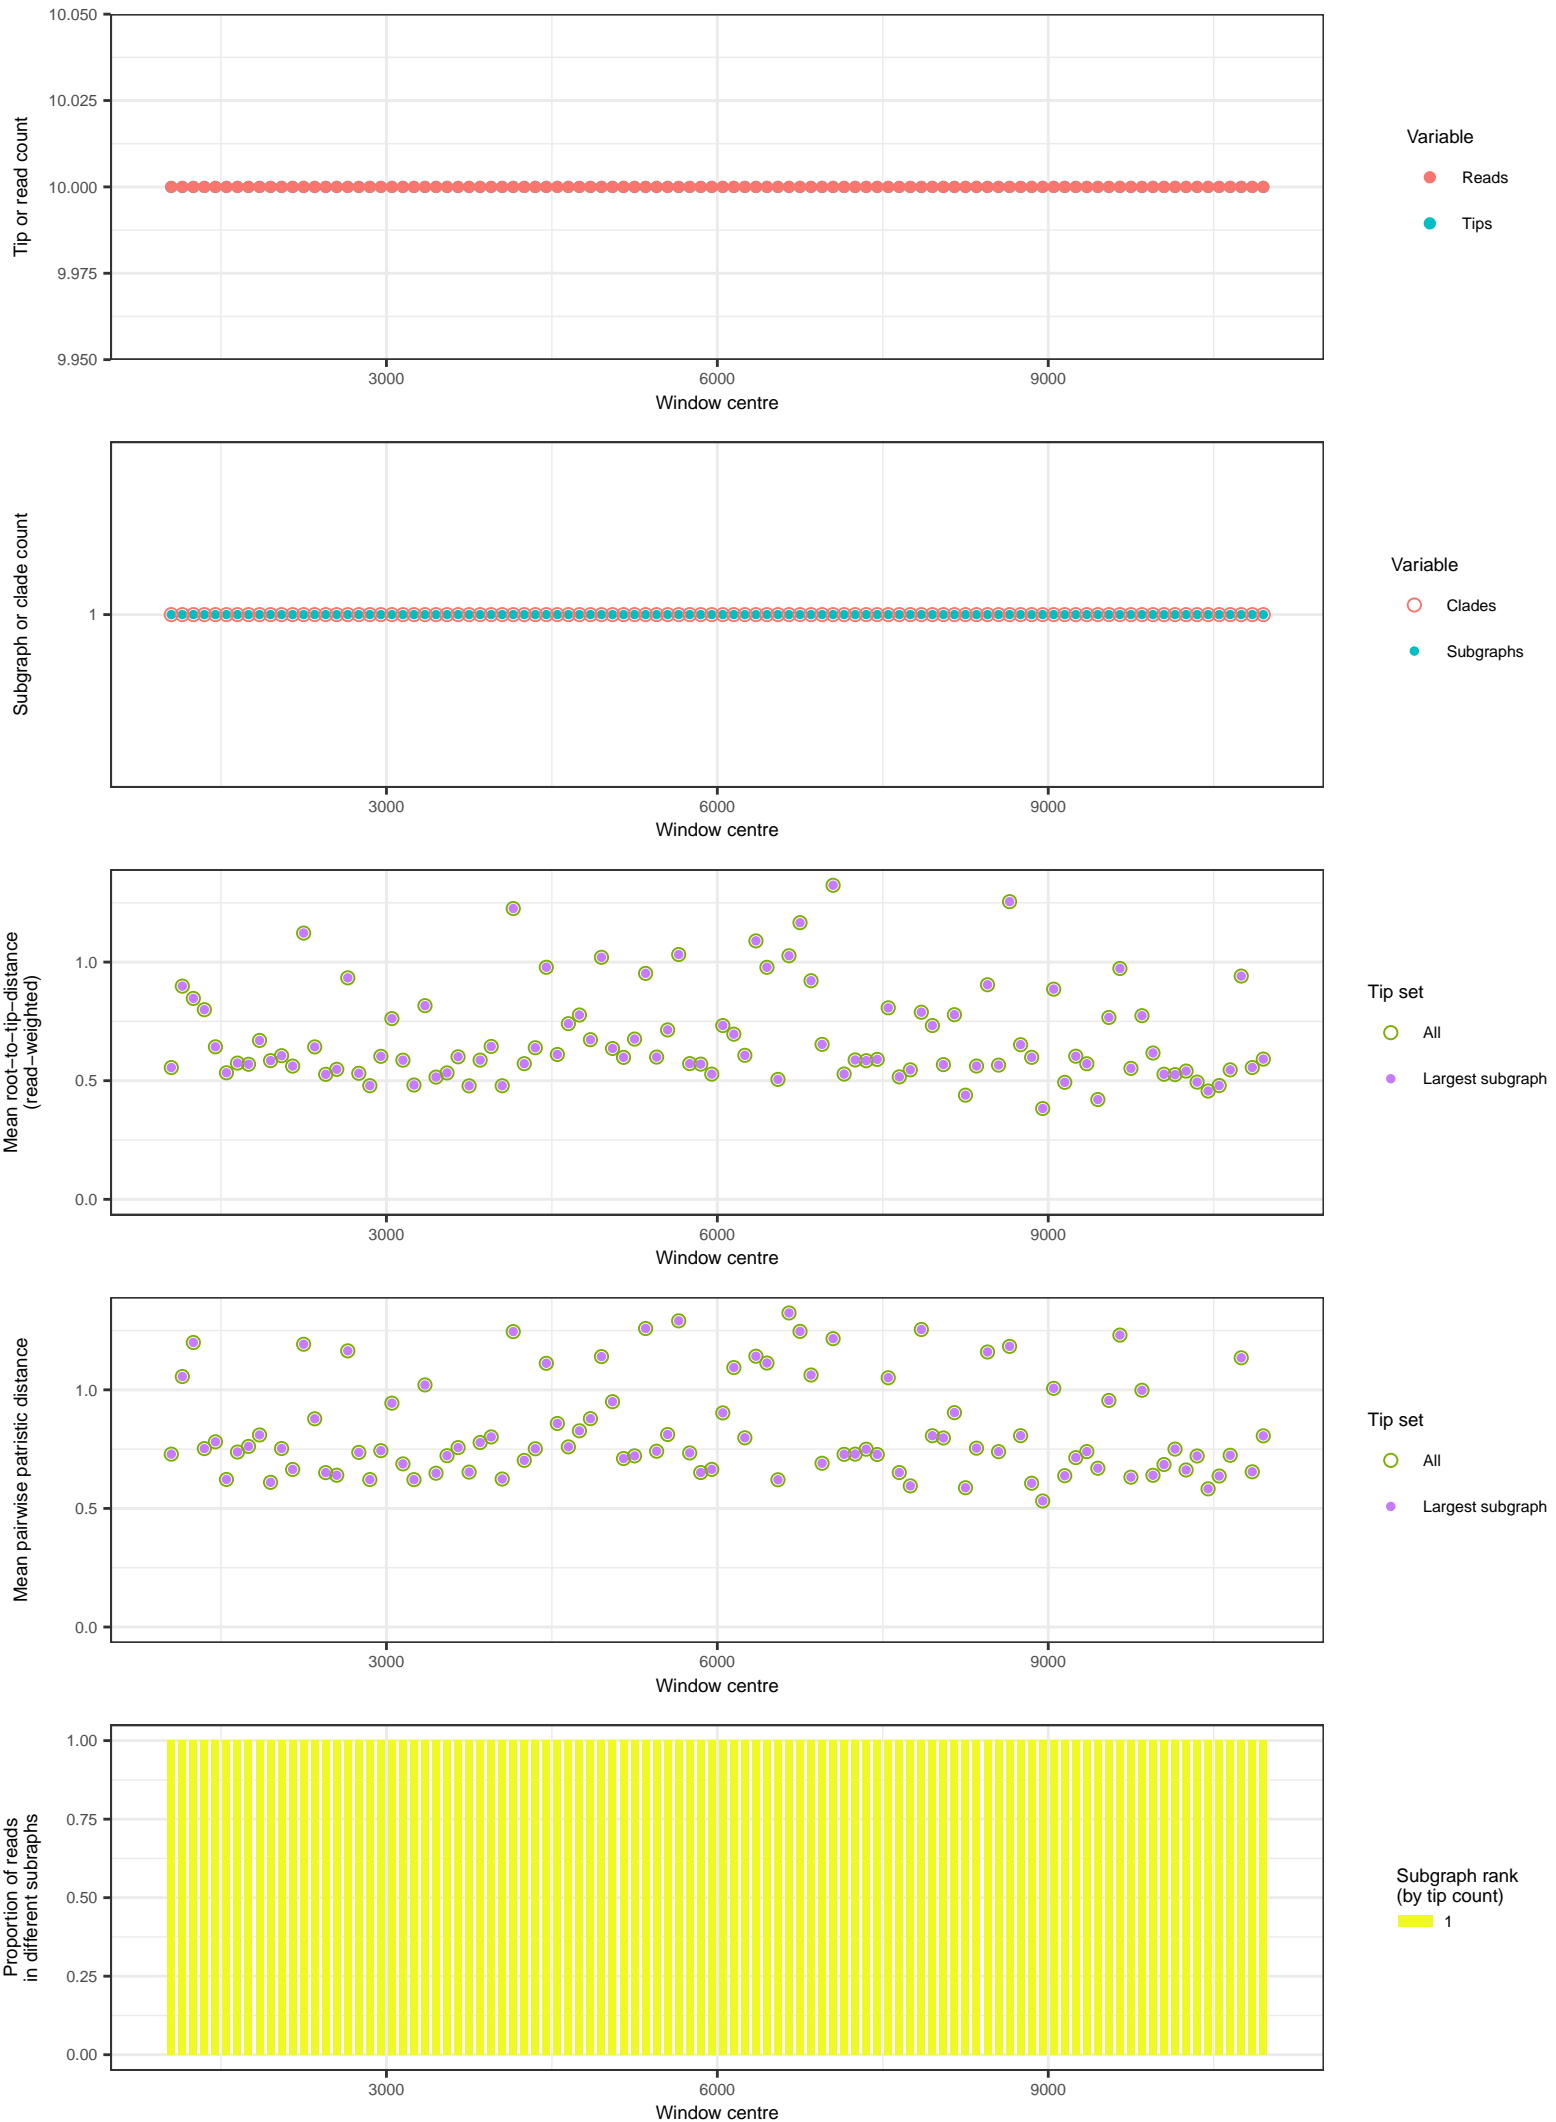 10.050
10.025
10.000
9.975
9.950
Tip or read count
3000
6000
9000
Window centre
Variable
Reads
Tips
1
Subgraph or clade count
3000
6000
9000
Window centre
Variable
Clades
Subgraphs
1.0
0.5
0.0
Mean root−to−tip−distance
(read−weighted)
3000
6000
9000
Window centre
Tip set
All
Largest subgraph
1.0
0.5
0.0
Mean pairwise patristic distance
3000
6000
9000
Window centre
Tip set
All
Largest subgraph
1.00
0.75
0.50
0.25
0.00
Proportion of reads
in different subraphs
3000
6000
9000
Window centre
Subgraph rank
(by tip count)
1